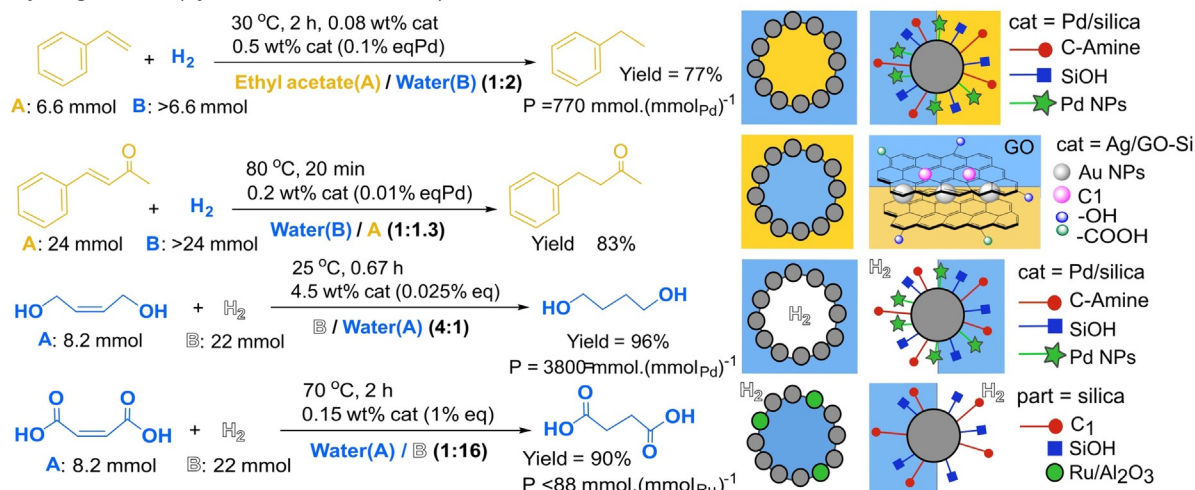 30 °C, 2 h, 0.08 wt% cat
0.5 wt% cat (0.1% eqPd)
+ H2
Ethyl acetate(A) / Water(B) (1:2)
A: 6.6 mmol B: >6.6 mmol
Yield = 77%
P =770 mmol.(mmolPd)-1
cat = Pd/silica
C-Amine
SiOH
Pd NPs
O
80 °C, 20 min
0.2 wt% cat (0.01% eqPd)
+ H2
Water(B) / A (1:1.3)
A: 24 mmol B: >24 mmol
O
Yield 83%
GO
cat = Ag/GO-Si
Au NPs
C1
-OH
-COOH
25 °C, 0.67 h
4.5 wt% cat (0.025% eq)
HO OH + H2
B / Water(A) (4:1)
A: 8.2 mmol B: 22 mmol
HO OH
Yield = 96%
P = 3800 mmol.(mmolPd)-1
H2
H2
cat = Pd/silica
C-Amine
SiOH
Pd NPs
70 °C, 2 h
0.15 wt% cat (1% eq)
O O
HO OH + H2
Water(A) / B (1:16)
A: 8.2 mmol B: 22 mmol
O
OH
HO
O
Yield = 90%
P <88 mmol.(mmolRu)-1
H2
H2
part = silica
C1
SiOH
Ru/Al2O3